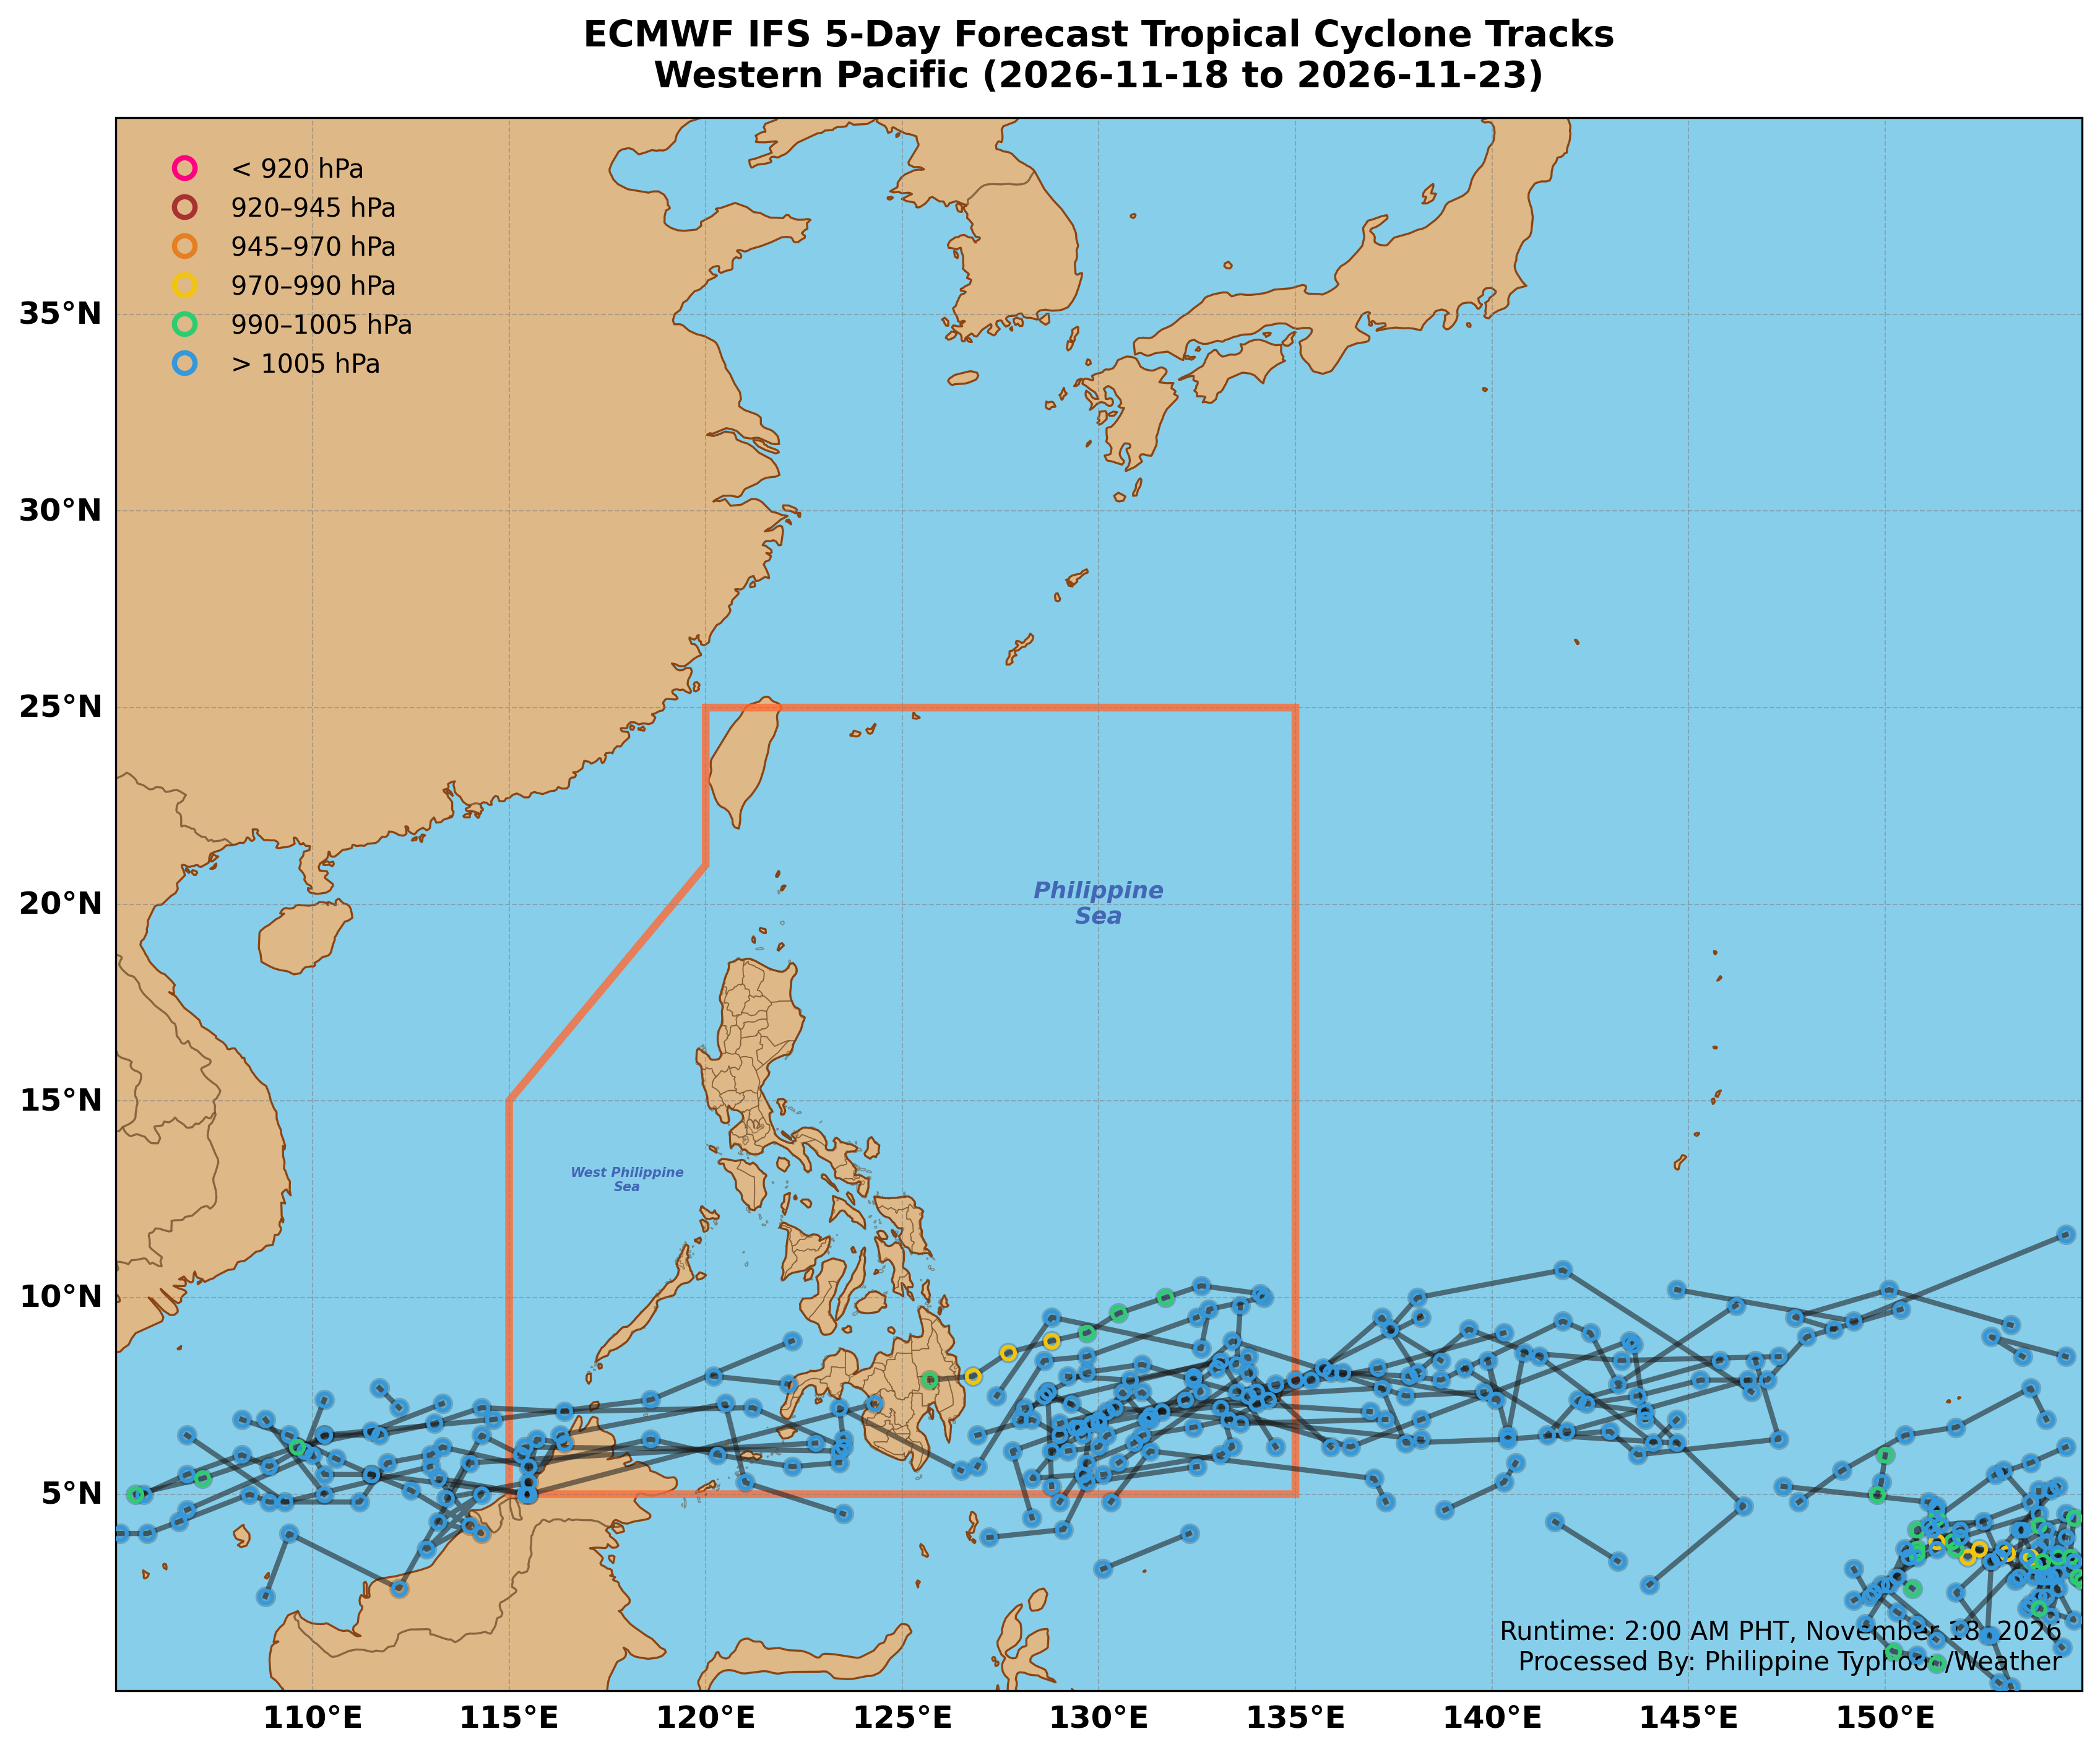 ECMWF IFS 5-Day Forecast Tropical Cyclone Tracks
Western Pacific (2026-11-18 to 2026-11-23)
< 920 hPa
920–945 hPa
945–970 hPa
970–990 hPa
990–1005 hPa
> 1005 hPa
35°N
30°N
25°N
20°N
15°N
10°N
5°N
Philippine
Sea
West Philippine
Sea
Runtime: 2:00 AM PHT, November 18, 2026
Processed By: Philippine Typhoon/Weather
110°E
115°E
120°E
125°E
130°E
135°E
140°E
145°E
150°E